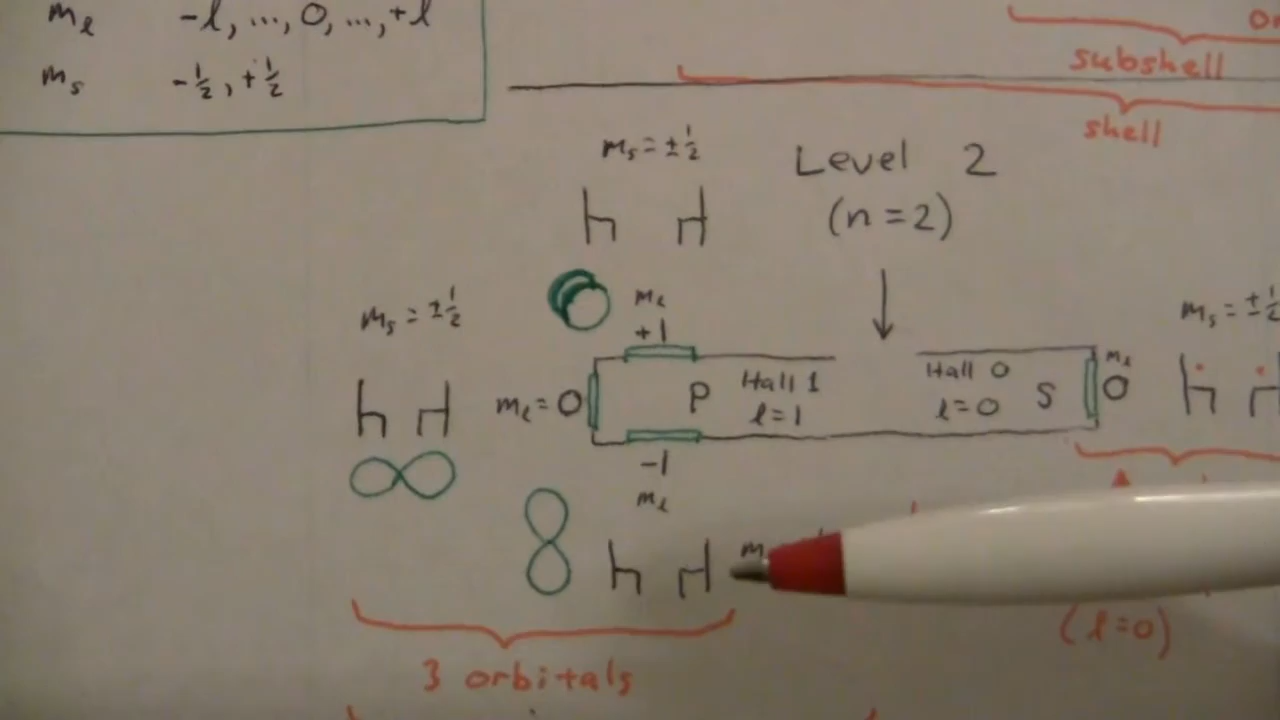 mℓ -ℓ, ..., 0, ..., +ℓ
ms -½, +½
subshell
shell
ms = ±½
Level 2
(n = 2)
ms = ±½
mℓ
+1
ms = ±½
mℓ = 0
P
Hall 1
ℓ = 1
Hall 0
ℓ = 0
S
mℓ
0
-1
mℓ
3 orbitals
(ℓ = 0)